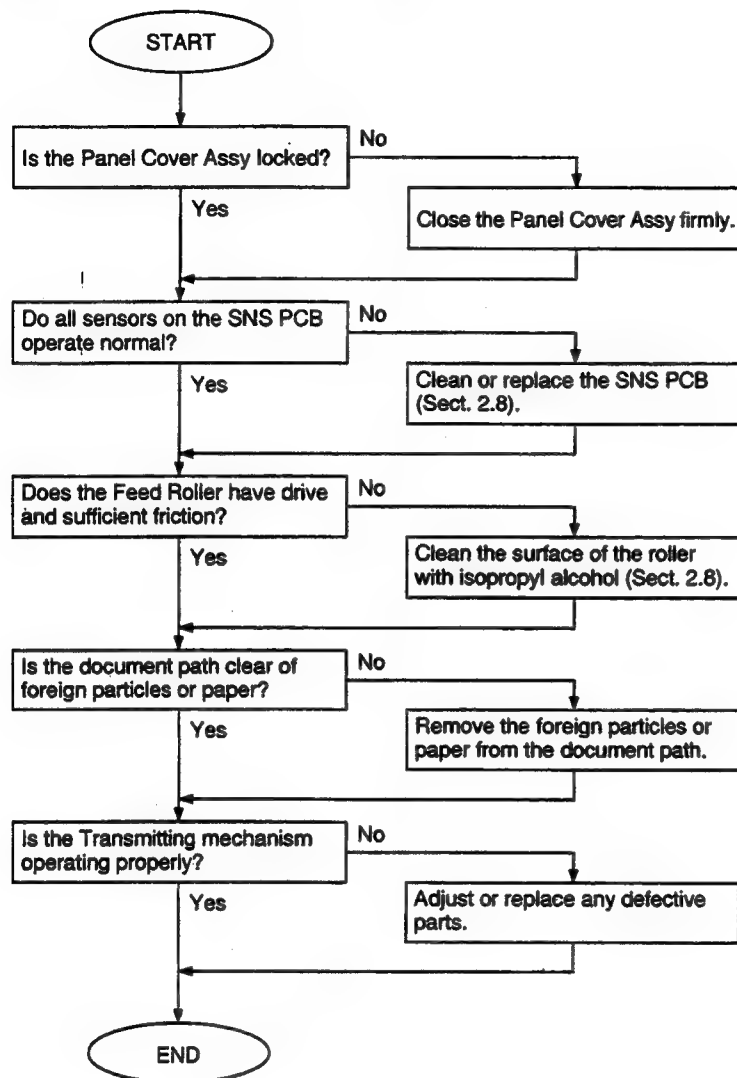 START
Is the Panel Cover Assy locked?
No
Yes
Close the Panel Cover Assy firmly.
Do all sensors on the SNS PCB
operate normal?
No
Yes
Clean or replace the SNS PCB
(Sect. 2.8).
Does the Feed Roller have drive
and sufficient friction?
No
Yes
Clean the surface of the roller
with isopropyl alcohol (Sect. 2.8).
Is the document path clear of
foreign particles or paper?
No
Yes
Remove the foreign particles or
paper from the document path.
Is the Transmitting mechanism
operating properly?
No
Yes
Adjust or replace any defective
parts.
END